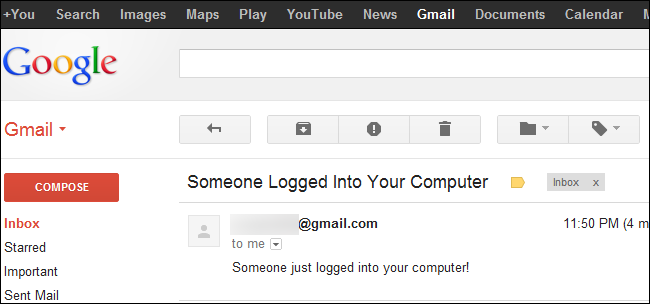 +You Search Images Maps Play YouTube News Gmail Documents Calendar
Google
Gmail
COMPOSE
Someone Logged Into Your Computer Inbox x
Inbox
@gmail.com 11:50 PM (4 m
Starred
to me
Important
Someone just logged into your computer!
Sent Mail